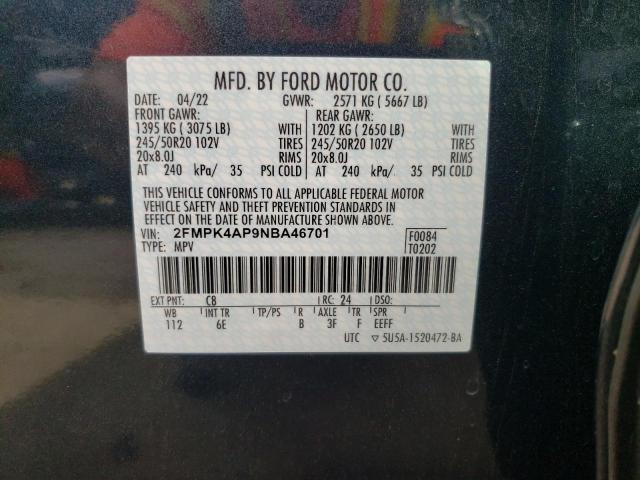 MFD. BY FORD MOTOR CO.
DATE: 04/22 GVWR: 2571 KG ( 5667 LB)
FRONT GAWR: REAR GAWR:
1395 KG ( 3075 LB) WITH 1202 KG ( 2650 LB) WITH
245/50R20 102V TIRES 245/50R20 102V TIRES
20x8.0J RIMS 20x8.0J RIMS
AT 240 kPa/ 35 PSI COLD AT 240 kPa/ 35 PSI COLD
THIS VEHICLE CONFORMS TO ALL APPLICABLE FEDERAL MOTOR
VEHICLE SAFETY AND THEFT PREVENTION STANDARDS IN
EFFECT ON THE DATE OF MANUFACTURE SHOWN ABOVE.
VIN: 2FMPK4AP9NBA46701 F0084
TYPE: MPV T0202
EXT PNT: C8 RC: 24 DSO:
WB INT TR TP/PS R AXLE TR SPR
112 6E B 3F F EEFF
UTC ▽ 5U5A-1520472-BA